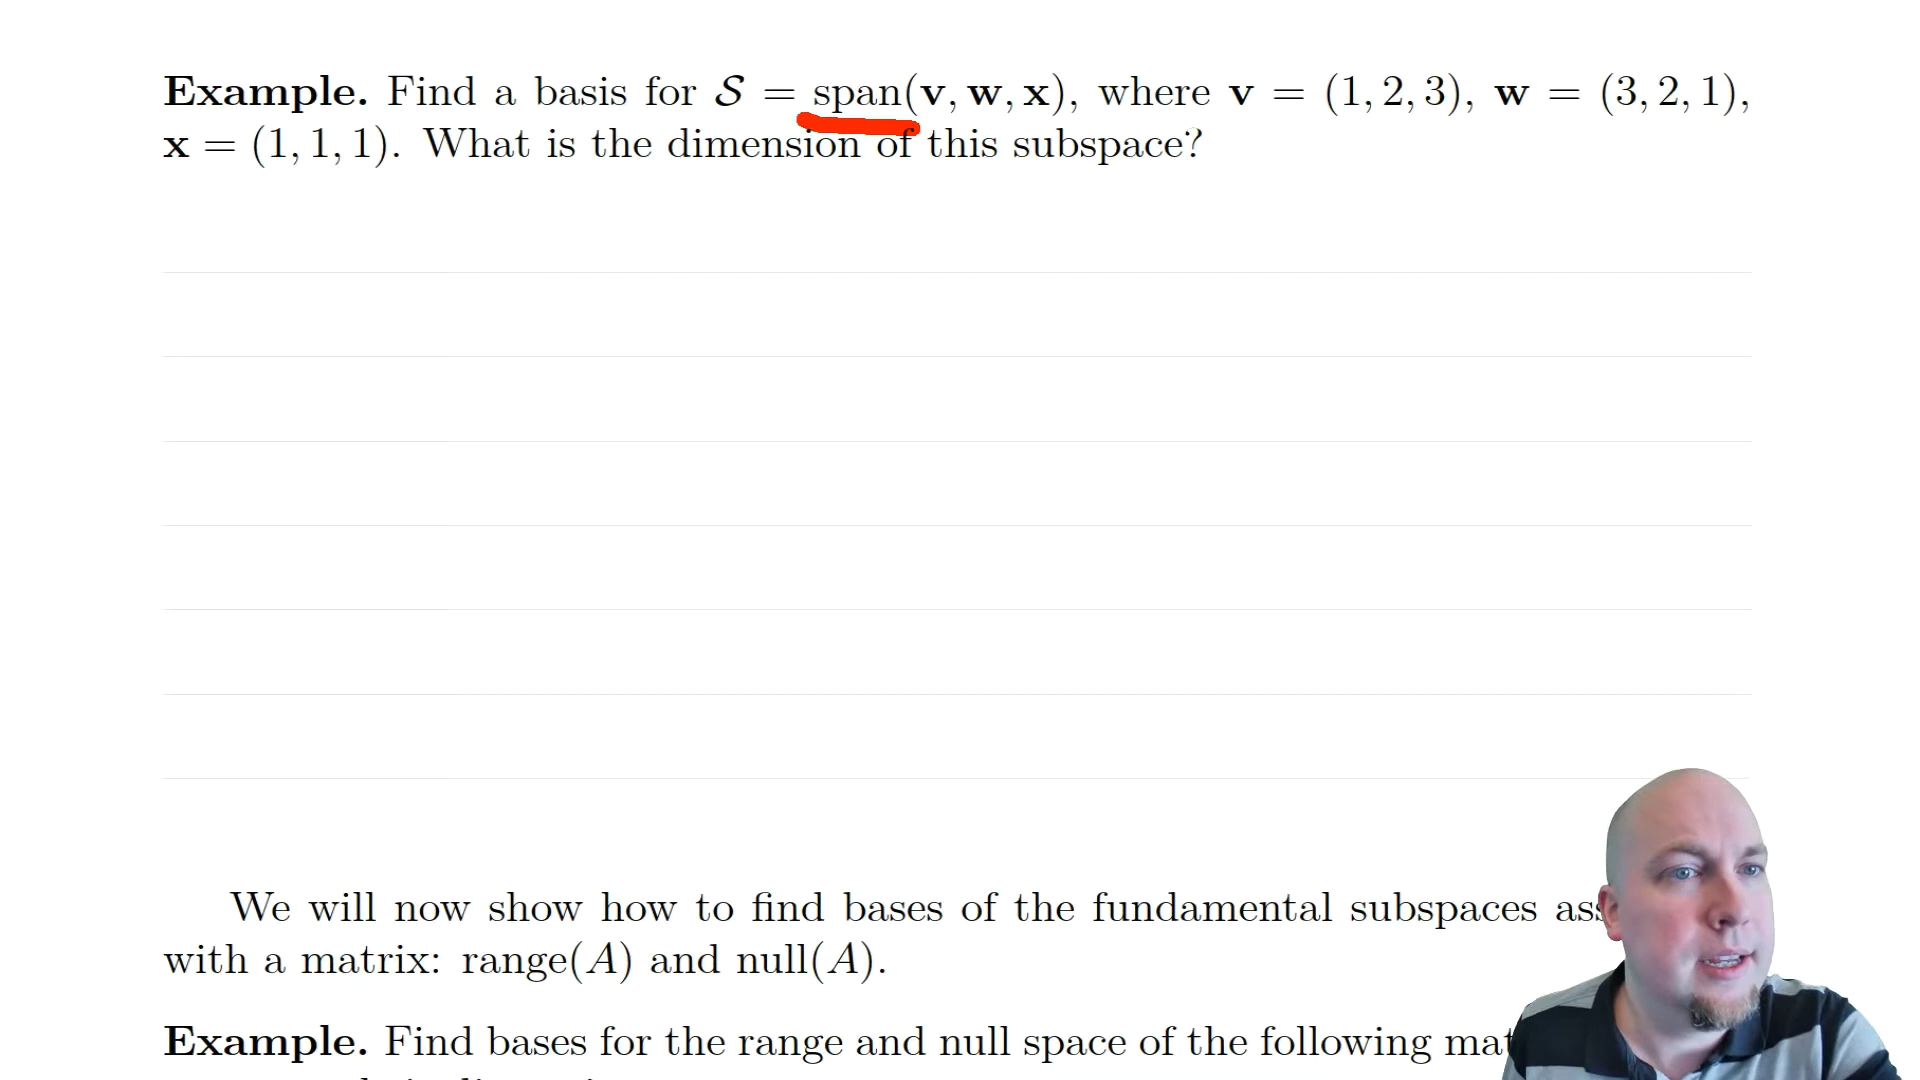 Example. Find a basis for 𝒮 = span(v, w, x), where v = (1, 2, 3), w = (3, 2, 1),
x = (1, 1, 1). What is the dimension of this subspace?
We will now show how to find bases of the fundamental subspaces
with a matrix: range(A) and null(A).
Example. Find bases for the range and null space of the following